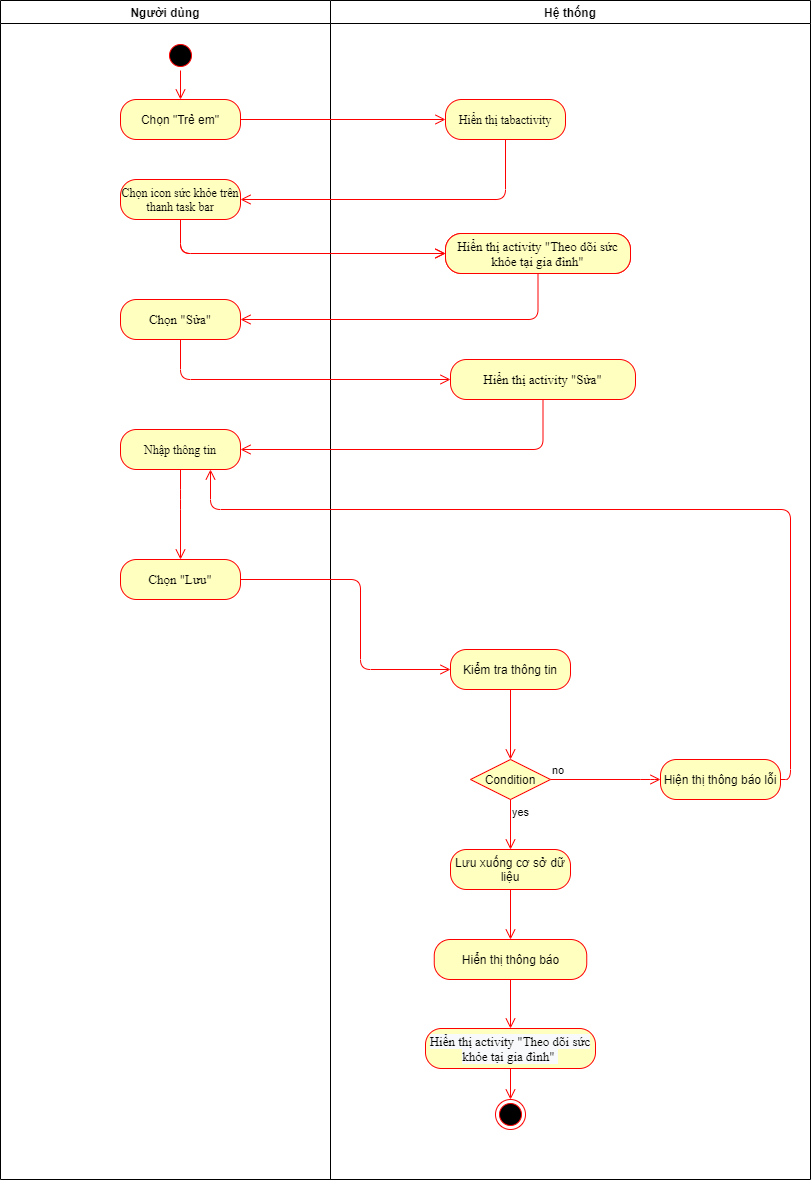 Người dùng
Hệ thống
Chọn "Trẻ em"
Hiển thị tabactivity
Chọn icon sức khỏe trên
thanh task bar
Hiển thị activity "Theo dõi sức
khỏe tại gia đình"
Chọn "Sửa"
Hiển thị activity "Sửa"
Nhập thông tin
Chọn "Lưu"
Kiểm tra thông tin
Condition
no
Hiện thị thông báo lỗi
yes
Lưu xuống cơ sở dữ
liệu
Hiển thị thông báo
Hiển thị activity "Theo dõi sức
khỏe tại gia đình"